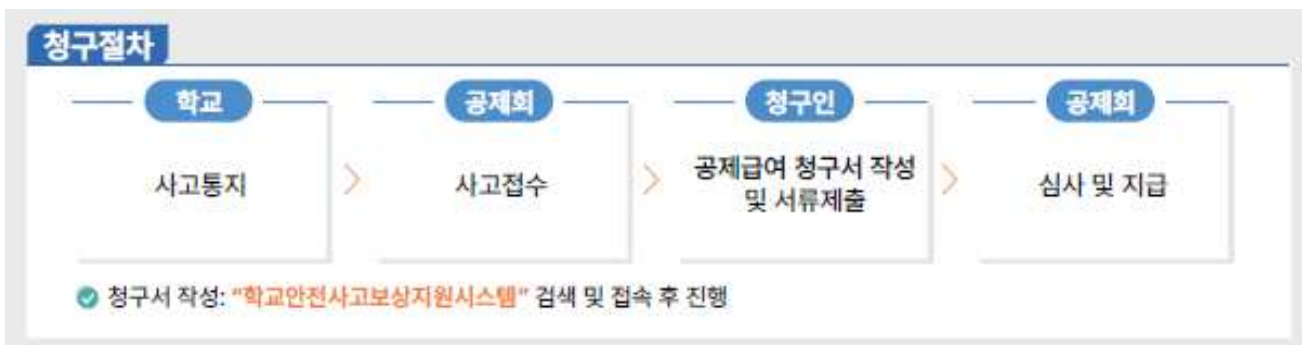 청구절차
학교
사고통지
공제회
사고접수
청구인
공제급여 청구서 작성
및 서류제출
공제회
심사 및 지급
청구서 작성: "학교안전사고보상지원시스템" 검색 및 접속 후 진행